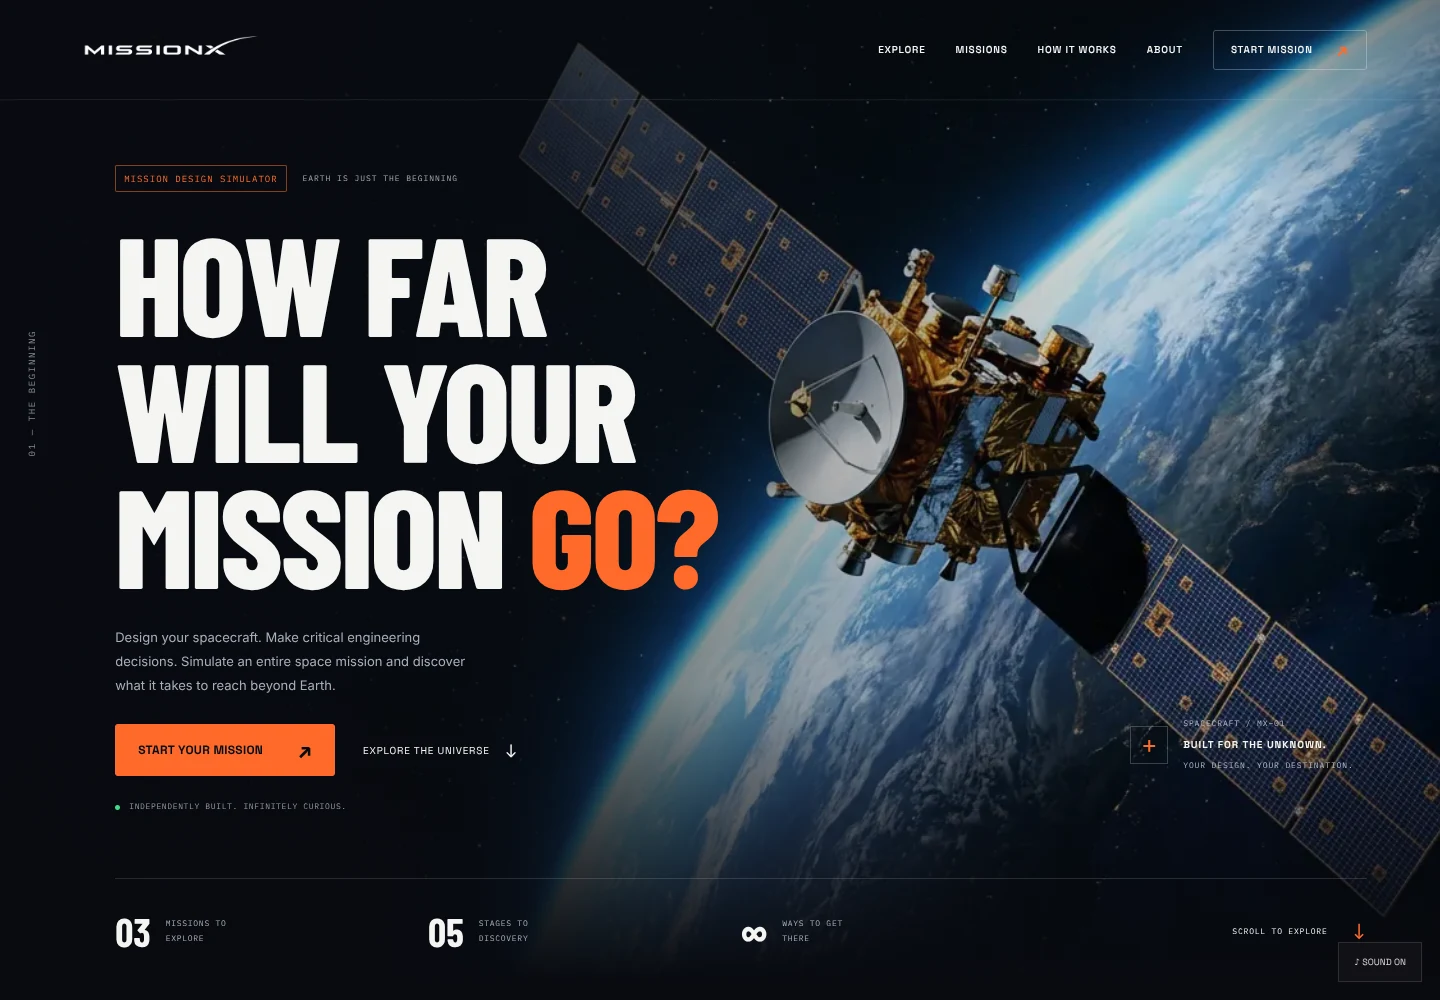 MISSIONX
EXPLORE
MISSIONS
HOW IT WORKS
ABOUT
START MISSION ↗
MISSION DESIGN SIMULATOR
EARTH IS JUST THE BEGINNING
01 — THE BEGINNING
HOW FAR
WILL YOUR
MISSION GO?
Design your spacecraft. Make critical engineering
decisions. Simulate an entire space mission and discover
what it takes to reach beyond Earth.
START YOUR MISSION ↗
EXPLORE THE UNIVERSE ↓
INDEPENDENTLY BUILT. INFINITELY CURIOUS.
+
SPACECRAFT / MX-01
BUILT FOR THE UNKNOWN.
YOUR DESIGN. YOUR DESTINATION.
03
MISSIONS TO
EXPLORE
05
STAGES TO
DISCOVERY
∞
WAYS TO GET
THERE
SCROLL TO EXPLORE ↓
♪ SOUND ON